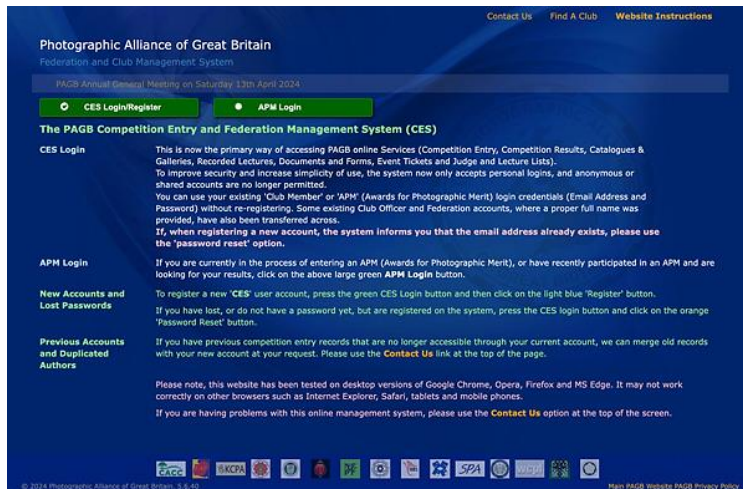 Contact Us Find A Club Website Instructions
Photographic Alliance of Great Britain
Federation and Club Management System
PAGB Annual General Meeting on Saturday 13th April 2024
CES Login/Register APM Login
The PAGB Competition Entry and Federation Management System (CES)
CES Login
This is now the primary way of accessing PAGB online Services (Competition Entry, Competition Results, Catalogues &
Galleries, Recorded Lectures, Documents and Forms, Event Tickets and Judge and Lecture Lists).
To improve security and increase simplicity of use, the system now only accepts personal logins, and anonymous or
shared accounts are no longer permitted.
You can use your existing 'Club Member' or 'APM' (Awards for Photographic Merit) login credentials (Email Address and
Password) without re-registering. Some existing Club Officer and Federation accounts, where a proper full name was
provided, have also been transferred across.
If, when registering a new account, the system informs you that the email address already exists, please use
the 'password reset' option.
APM Login
If you are currently in the process of entering an APM (Awards for Photographic Merit), or have recently participated in an APM and are
looking for your results, click on the above large green APM Login button.
New Accounts and
Lost Passwords
To register a new 'CES' user account, press the green CES Login button and then click on the light blue 'Register' button.
If you have lost, or do not have a password yet, but are registered on the system, press the CES login button and click on the orange
'Password Reset' button.
Previous Accounts
and Duplicated
Authors
If you have previous competition entry records that are no longer accessible through your current account, we can merge old records
with your new account at your request. Please use the Contact Us link at the top of the page.
Please note, this website has been tested on desktop versions of Google Chrome, Opera, Firefox and MS Edge. It may not work
correctly on other browsers such as Internet Explorer, Safari, tablets and mobile phones.
If you are having problems with this online management system, please use the Contact Us option at the top of the screen.
CACC KCPA SPA wcpf
© 2024 Photographic Alliance of Great Britain. 5.6.40 Main PAGB Website PAGB Privacy Policy